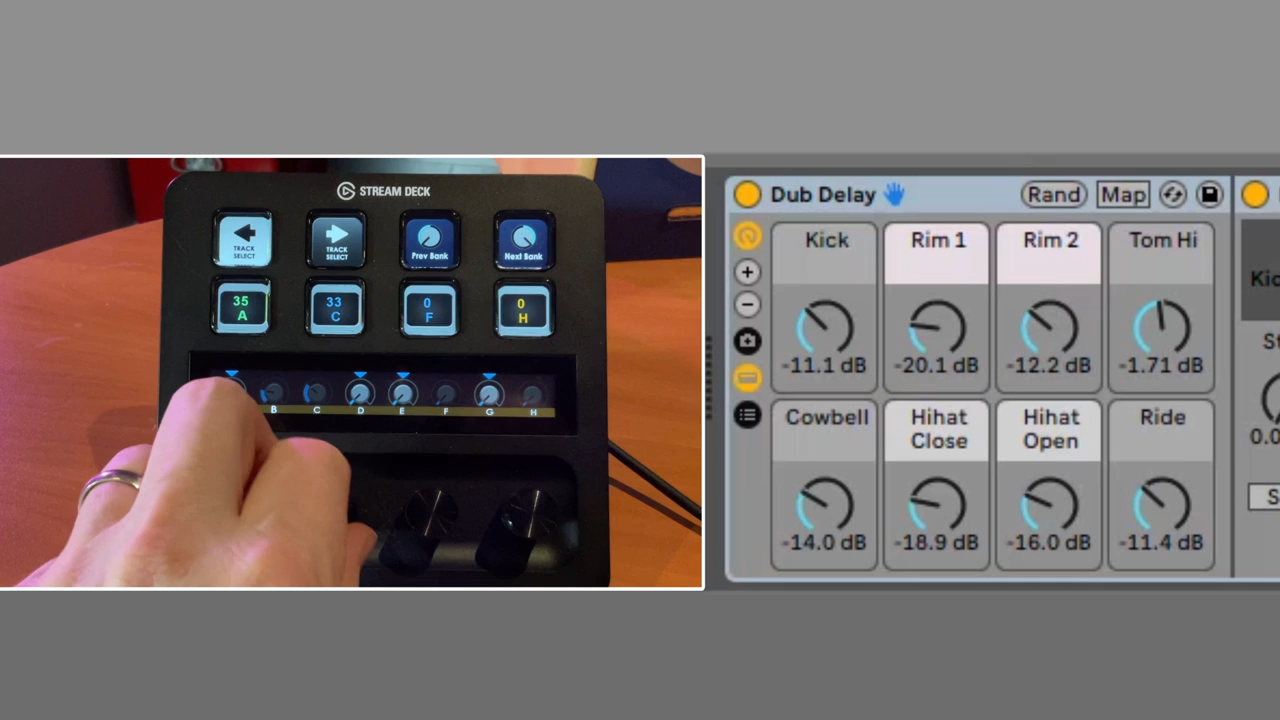 STREAM DECK
TRACK
SELECT
TRACK
SELECT
Prev Bank
Next Bank
35
A
33
C
0
F
0
H
B C D E F G H
Dub Delay Rand Map
Kick Rim 1 Rim 2 Tom Hi
-11.1 dB -20.1 dB -12.2 dB -1.71 dB
Cowbell Hihat Close Hihat Open Ride
-14.0 dB -18.9 dB -16.0 dB -11.4 dB